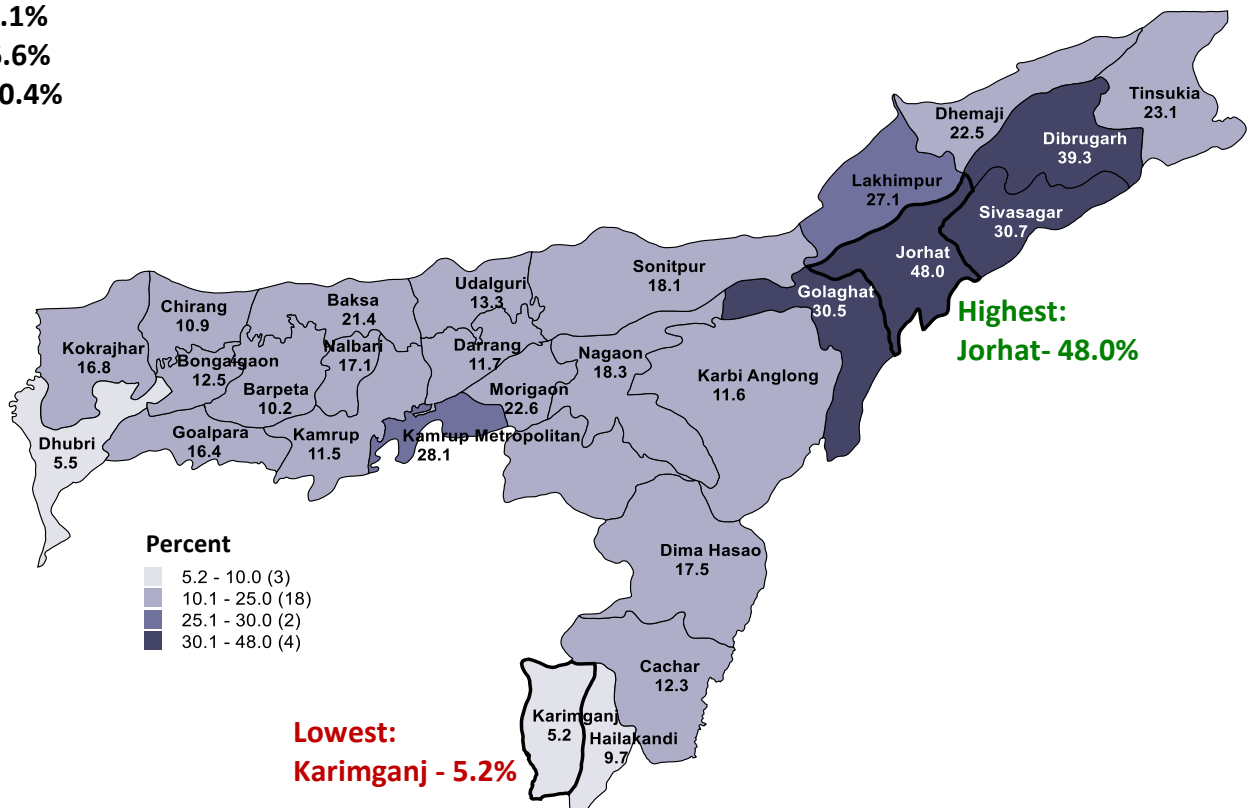 .1%
.6%
0.4%
Tinsukia
23.1
Dhemaji
22.5
Dibrugarh
39.3
Lakhimpur
27.1
Sivasagar
30.7
Jorhat
48.0
Sonitpur
18.1
Golaghat
30.5
Udalguri
13.3
Baksa
21.4
Chirang
10.9
Highest:
Jorhat- 48.0%
Kokrajhar
16.8
Bongaigaon
12.5
Nalbari
17.1
Darrang
11.7
Nagaon
18.3
Karbi Anglong
11.6
Barpeta
10.2
Morigaon
22.6
Dhubri
5.5
Goalpara
16.4
Kamrup
11.5
Kamrup Metropolitan
28.1
Percent
5.2 - 10.0 (3)
10.1 - 25.0 (18)
25.1 - 30.0 (2)
30.1 - 48.0 (4)
Dima Hasao
17.5
Cachar
12.3
Karimganj
5.2
Hailakandi
9.7
Lowest:
Karimganj - 5.2%